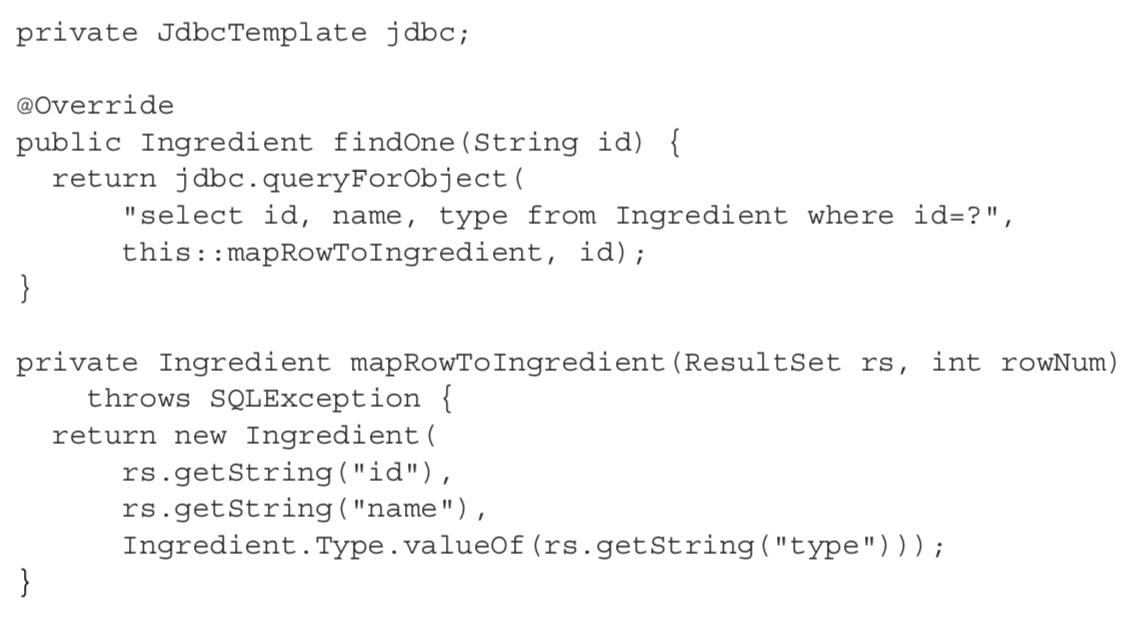 private JdbcTemplate jdbc;

@Override
public Ingredient findOne(String id) {
  return jdbc.queryForObject(
      "select id, name, type from Ingredient where id=?",
      this::mapRowToIngredient, id);
}

private Ingredient mapRowToIngredient(ResultSet rs, int rowNum)
    throws SQLException {
  return new Ingredient(
      rs.getString("id"),
      rs.getString("name"),
      Ingredient.Type.valueOf(rs.getString("type")));
}